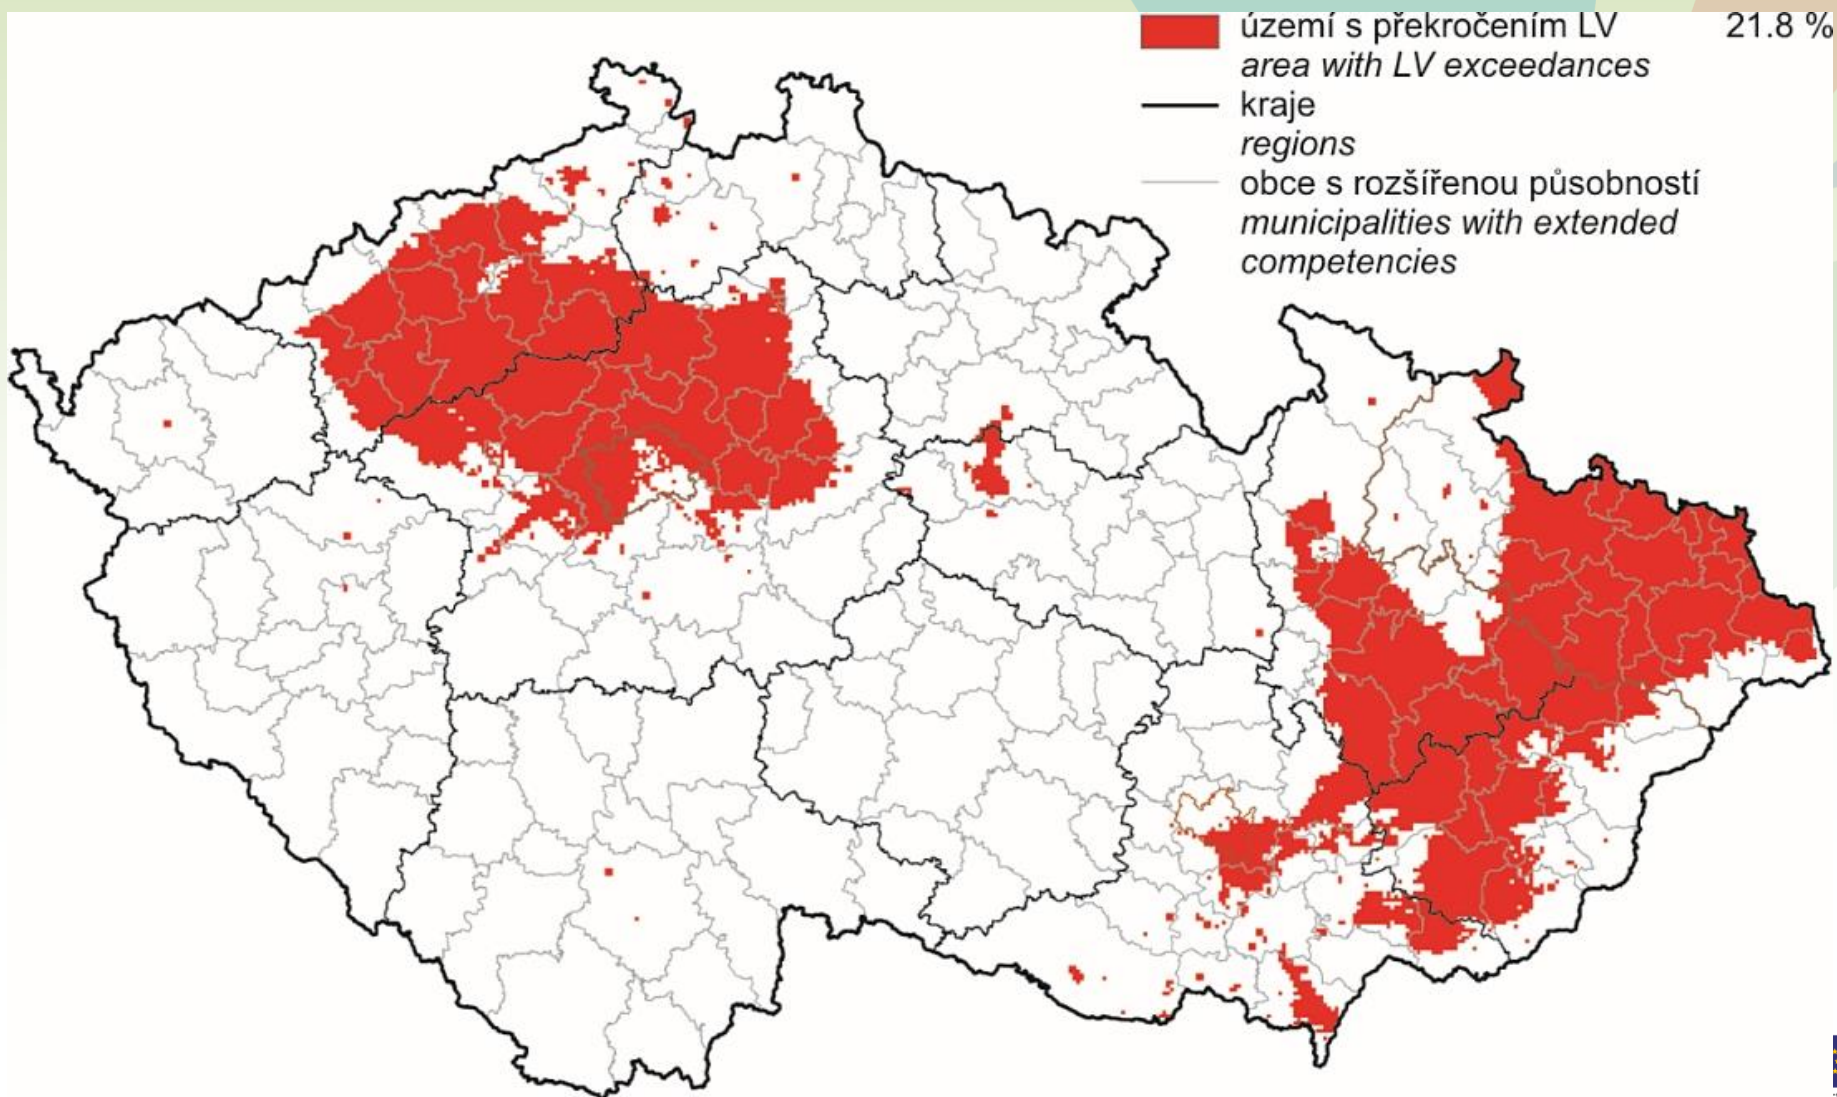 území s překročením LV 21.8 %
area with LV exceedances
kraje
regions
obce s rozšířenou působností
municipalities with extended
competencies